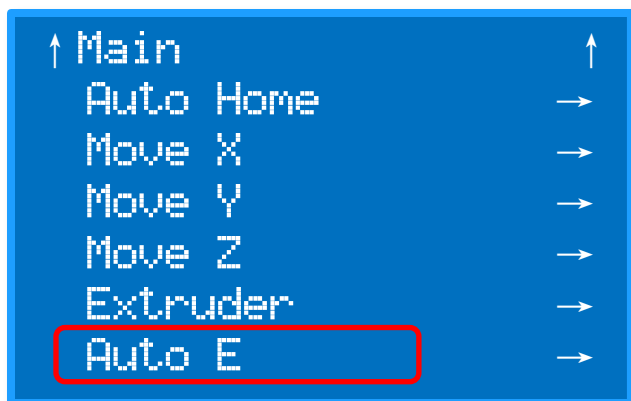 ↑ Main ↑
Auto Home →
Move X →
Move Y →
Move Z →
Extruder →
Auto E →